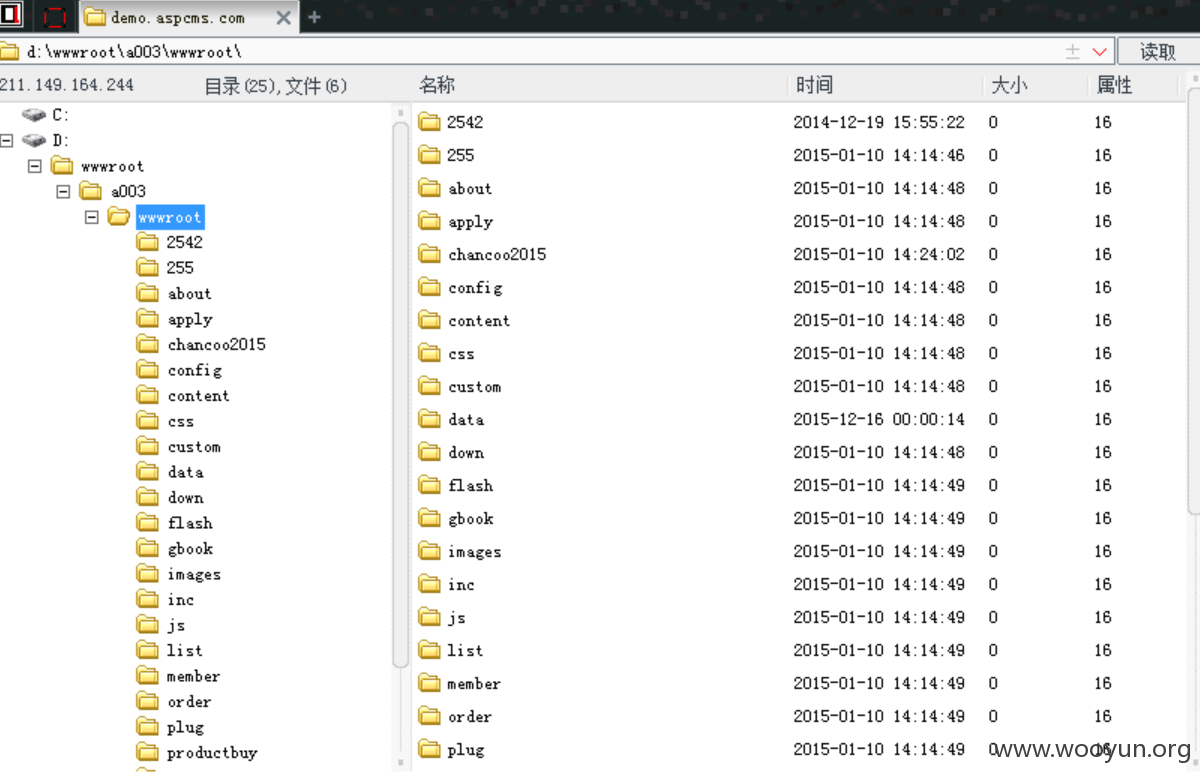 demo.aspcms.com
d:\wwwroot\a003\wwwroot\
读取
211.149.164.244 目录(25),文件(6)
名称 时间 大小 属性
C:
D:
wwwroot
a003
wwwroot
2542
255
about
apply
chancoo2015
config
content
css
custom
data
down
flash
gbook
images
inc
js
list
member
order
plug
productbuy
2542 2014-12-19 15:55:22 0 16
255 2015-01-10 14:14:46 0 16
about 2015-01-10 14:14:48 0 16
apply 2015-01-10 14:14:48 0 16
chancoo2015 2015-01-10 14:24:02 0 16
config 2015-01-10 14:14:48 0 16
content 2015-01-10 14:14:48 0 16
css 2015-01-10 14:14:48 0 16
custom 2015-01-10 14:14:48 0 16
data 2015-12-16 00:00:14 0 16
down 2015-01-10 14:14:48 0 16
flash 2015-01-10 14:14:49 0 16
gbook 2015-01-10 14:14:49 0 16
images 2015-01-10 14:14:49 0 16
inc 2015-01-10 14:14:49 0 16
js 2015-01-10 14:14:49 0 16
list 2015-01-10 14:14:49 0 16
member 2015-01-10 14:14:49 0 16
order 2015-01-10 14:14:49 0 16
plug 2015-01-10 14:14:49 0 16
www.wooyun.org